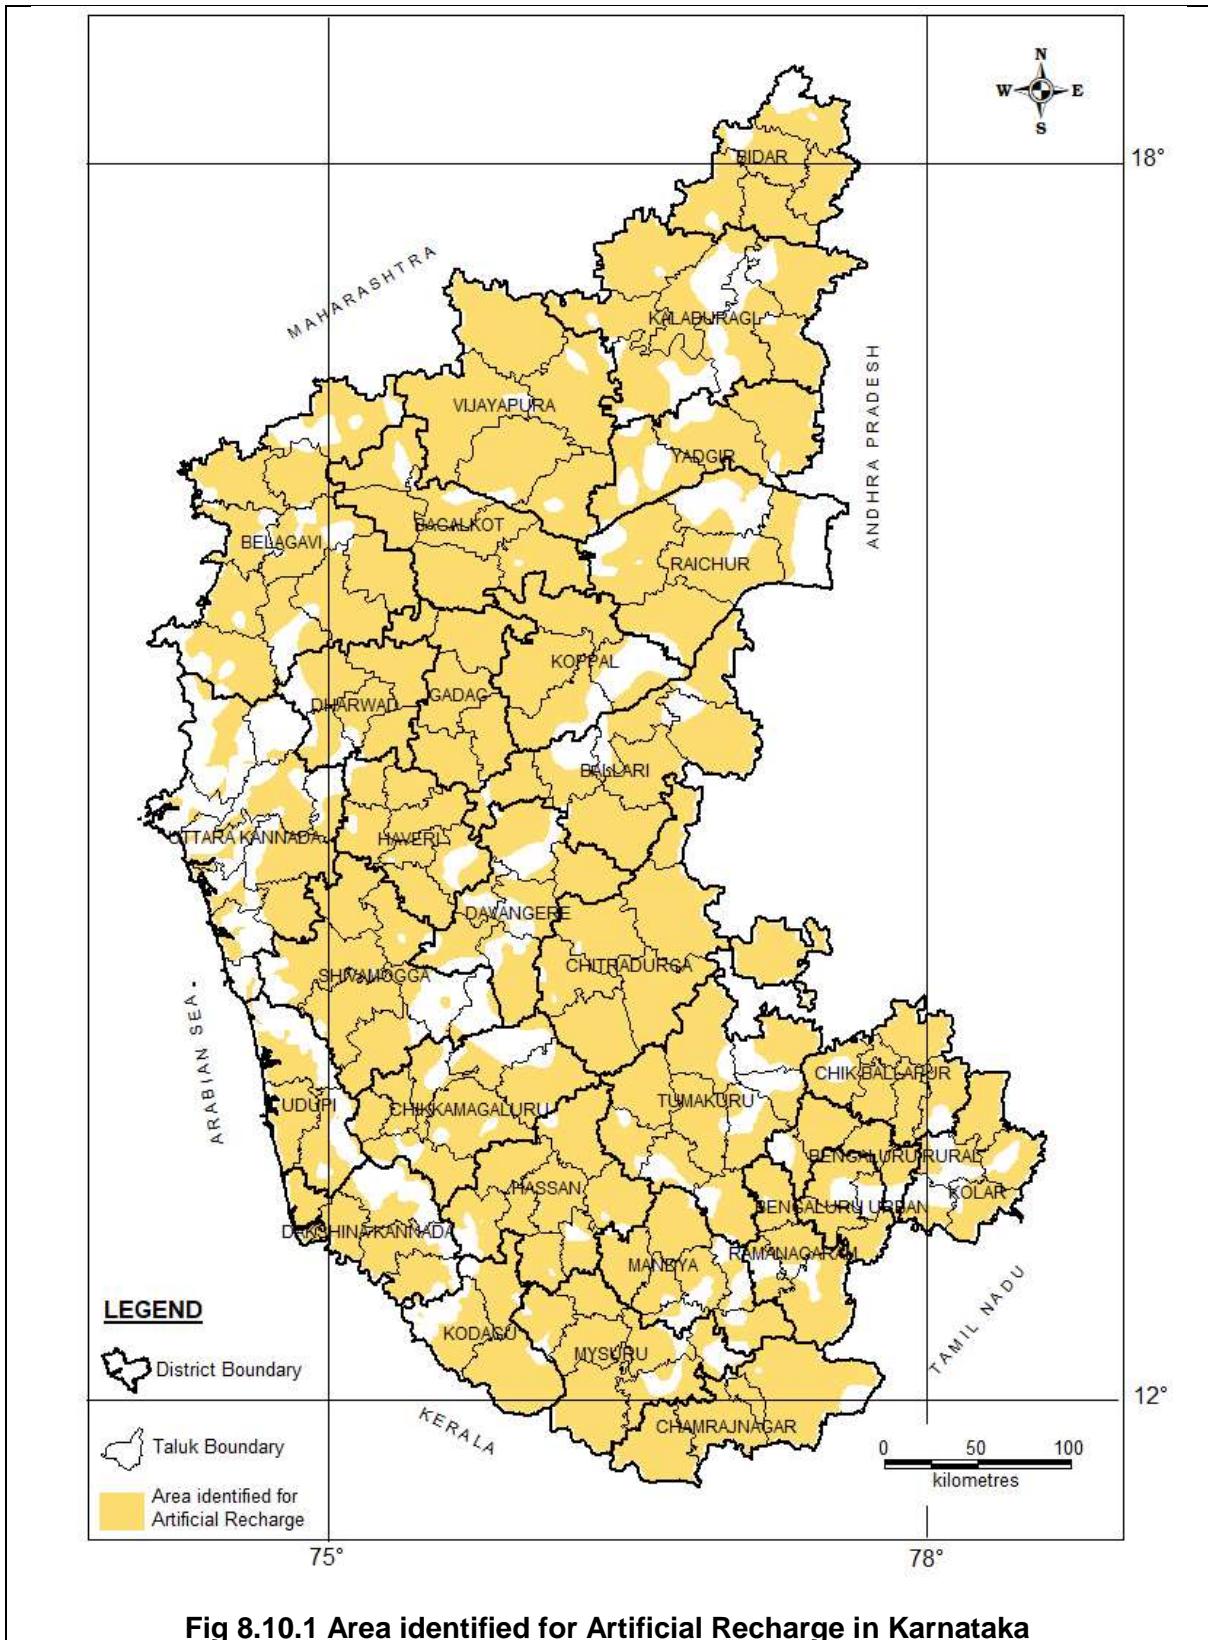 N
W E
S
18°
BIDAR
MAHARASHTRA
KALABURAGI
ANDHRA PRADESH
VIJAYAPURA
YADGIR
BAGALKOT
BELAGAVI
RAICHUR
KOPPAL
GADAG
DHARWAD
BALLARI
UTTARA KANNADA
HAVERI
DAVANGERE
CHITRADURGA
SHIVAMOGGA
ARABIAN SEA
CHIK BALLAPUR
UDUPI
CHIKKAMAGALURU
TUMAKURU
BENGALURU RURAL
HASSAN
KOLAR
BENGALURU URBAN
DAKSHINA KANNADA
RAMANAGARAM
MANDYA
TAMIL NADU
LEGEND
KODAGU
MYSURU
District Boundary
12°
KERALA
CHAMRAJNAGAR
Taluk Boundary
0 50 100
kilometres
Area identified for
Artificial Recharge
75° 78°
Fig 8.10.1 Area identified for Artificial Recharge in Karnataka